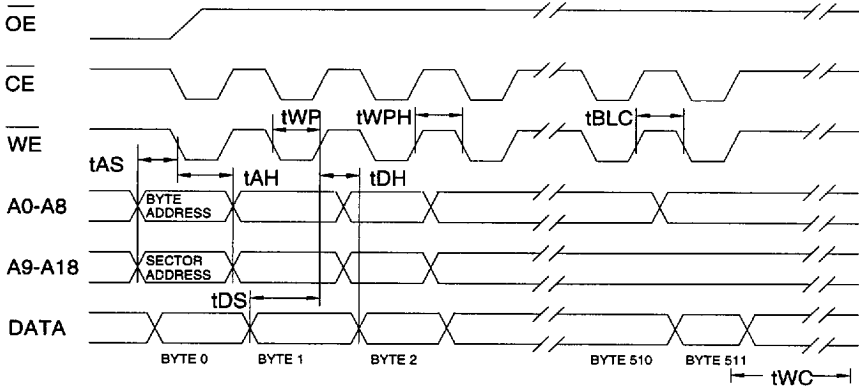 OE
CE
tWP tWPH tBLC
WE
tAS tAH tDH
A0-A8 BYTE ADDRESS
A9-A18 SECTOR ADDRESS
tDS
DATA
BYTE 0 BYTE 1 BYTE 2 BYTE 510 BYTE 511
tWC